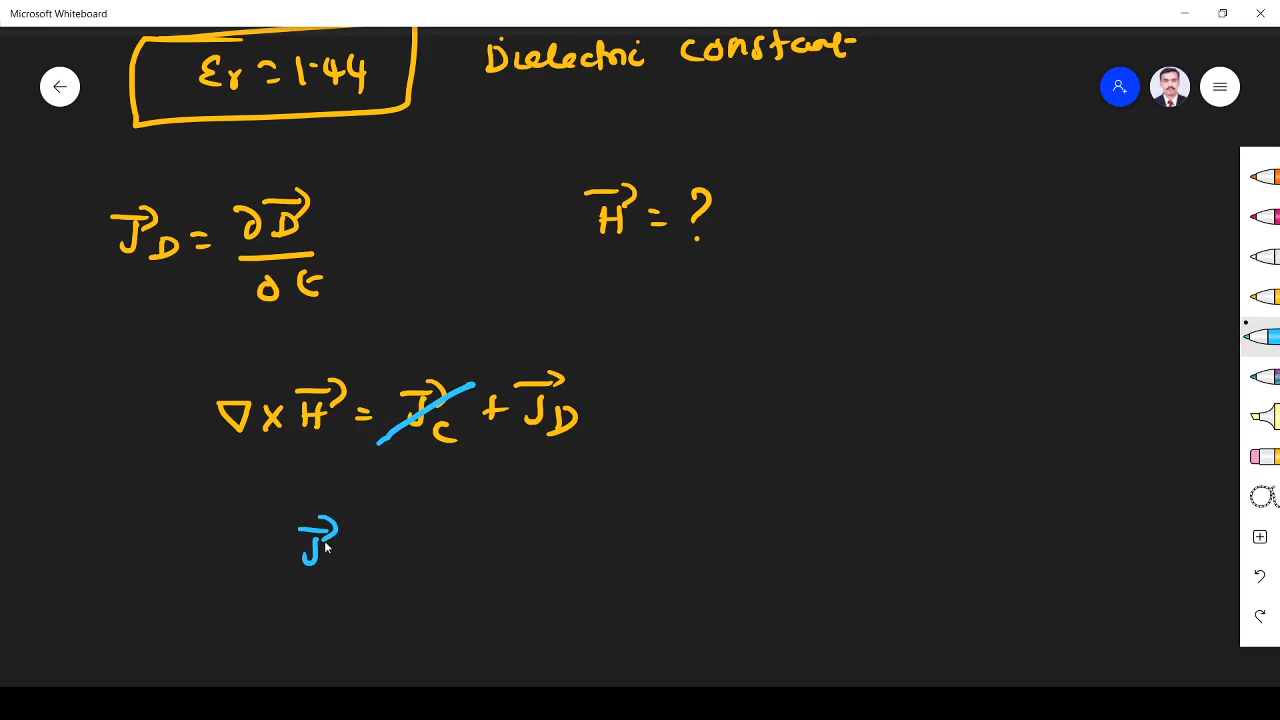 Microsoft Whiteboard
εr = 1.44 Dielectric constant
J⃗D = ∂D⃗/∂t H⃗ = ?
∇ × H⃗ = J⃗C + J⃗D
J⃗